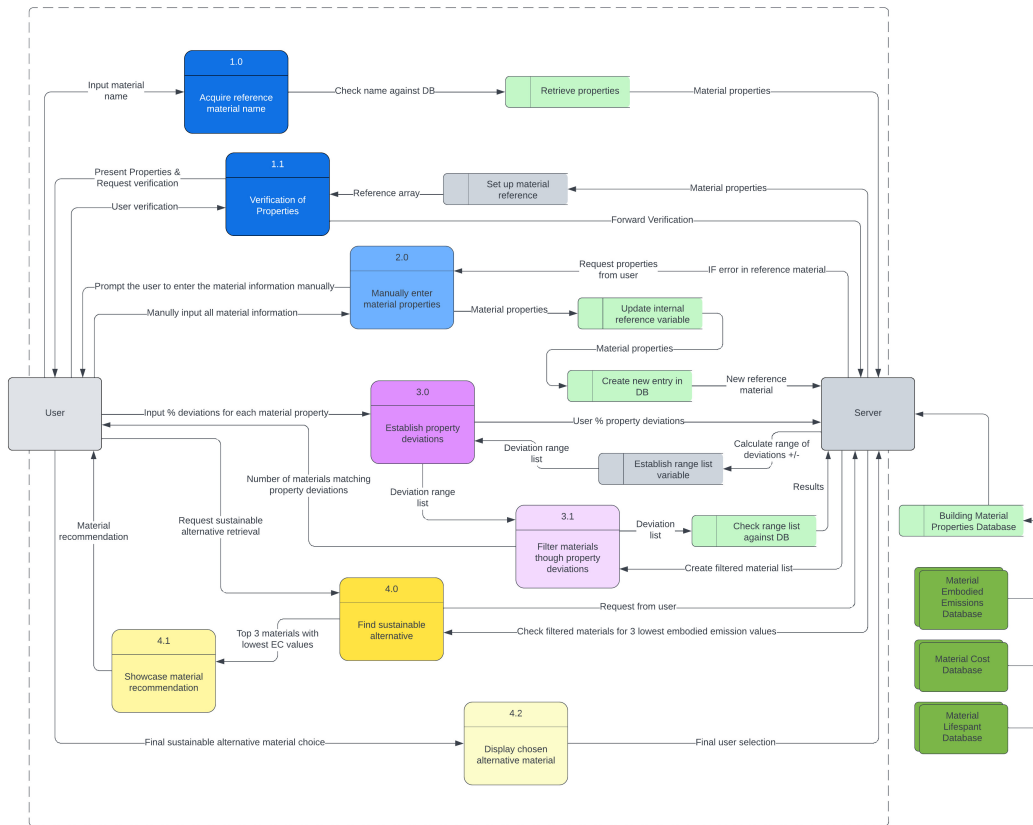 1.0
Acquire reference
material name
Input material
name
Check name against DB
Retrieve properties
Material properties
1.1
Verification of
Properties
Present Properties &
Request verification
User verification
Reference array
Set up material
reference
Material properties
Forward Verification
2.0
Manually enter
material properties
Request properties
from user
IF error in reference material
Prompt the user to enter the material information manually
Manully input all material information
Material properties
Update internal
reference variable
Material properties
Create new entry in
DB
New reference
material
User
Server
3.0
Establish property
deviations
Input % deviations for each material property
User % property deviations
Calculate range of
deviations +/-
Establish range list
variable
Deviation range
list
Number of materials matching
property deviations
Deviation range
list
Results
3.1
Filter materials
though property
deviations
Deviation
list
Check range list
against DB
Create filtered material list
Building Material
Properties Database
Material
recommendation
Request sustainable
alternative retrieval
4.0
Find sustainable
alternative
Request from user
Check filtered materials for 3 lowest embodied emission values
Top 3 materials with
lowest EC values
4.1
Showcase material
recommendation
Material
Embodied
Emissions
Database
Material Cost
Database
Material
Lifespant
Database
4.2
Display chosen
alternative material
Final sustainable alternative material choice
Final user selection